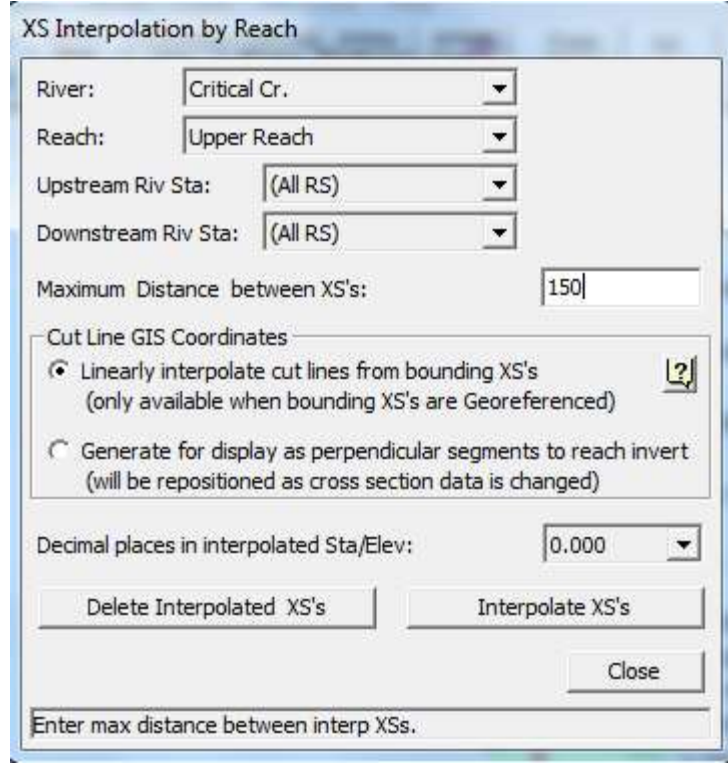 XS Interpolation by Reach
River: Critical Cr.
Reach: Upper Reach
Upstream Riv Sta: (All RS)
Downstream Riv Sta: (All RS)
Maximum Distance between XS's: 150
Cut Line GIS Coordinates
Linearly interpolate cut lines from bounding XS's
(only available when bounding XS's are Georeferenced)
?
Generate for display as perpendicular segments to reach invert
(will be repositioned as cross section data is changed)
Decimal places in interpolated Sta/Elev: 0.000
Delete Interpolated XS's Interpolate XS's
Close
Enter max distance between interp XSs.